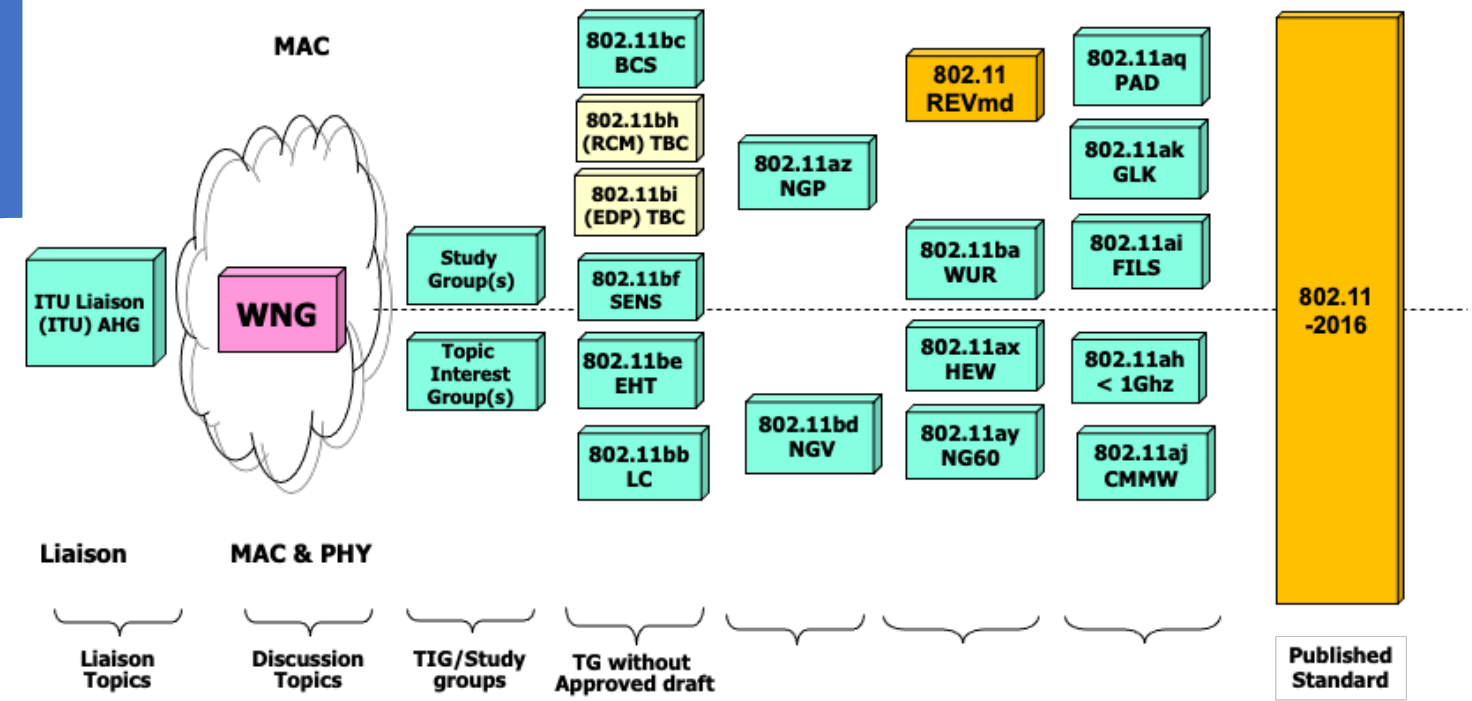 MAC
802.11bc
BCS
802.11bh
(RCM) TBC
802.11bi
(EDP) TBC
802.11az
NGP
802.11
REVmd
802.11aq
PAD
802.11ak
GLK
802.11ai
FILS
ITU Liaison
(ITU) AHG
WNG
Study
Group(s)
802.11bf
SENS
802.11ba
WUR
802.11
-2016
Topic
Interest
Group(s)
802.11be
EHT
802.11ax
HEW
802.11ah
< 1Ghz
802.11bb
LC
802.11bd
NGV
802.11ay
NG60
802.11aj
CMMW
Liaison
MAC & PHY
Liaison
Topics
Discussion
Topics
TIG/Study
groups
TG without
Approved draft
Published
Standard